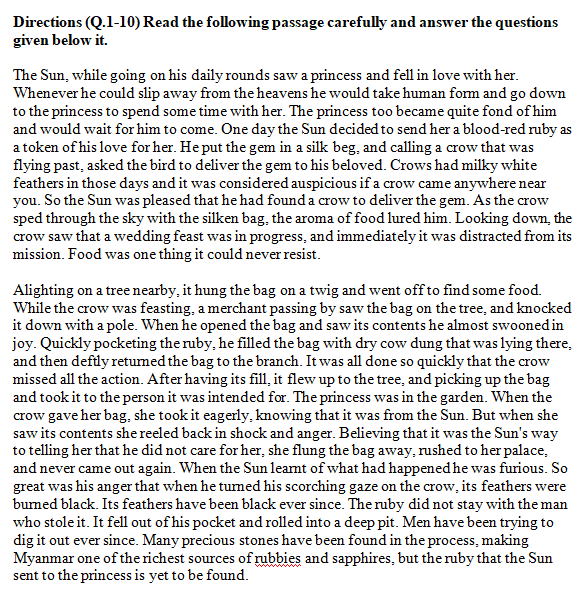 Directions (Q.1-10) Read the following passage carefully and answer the questions
given below it.
The Sun, while going on his daily rounds saw a princess and fell in love with her.
Whenever he could slip away from the heavens he would take human form and go down
to the princess to spend some time with her. The princess too became quite fond of him
and would wait for him to come. One day the Sun decided to send her a blood-red ruby as
a token of his love for her. He put the gem in a silk beg, and calling a crow that was
flying past, asked the bird to deliver the gem to his beloved. Crows had milky white
feathers in those days and it was considered auspicious if a crow came anywhere near
you. So the Sun was pleased that he had found a crow to deliver the gem. As the crow
sped through the sky with the silken bag, the aroma of food lured him. Looking down, the
crow saw that a wedding feast was in progress, and immediately it was distracted from its
mission. Food was one thing it could never resist.
Alighting on a tree nearby, it hung the bag on a twig and went off to find some food.
While the crow was feasting, a merchant passing by saw the bag on the tree, and knocked
it down with a pole. When he opened the bag and saw its contents he almost swooned in
joy. Quickly pocketing the ruby, he filled the bag with dry cow dung that was lying there,
and then deftly returned the bag to the branch. It was all done so quickly that the crow
missed all the action. After having its fill, it flew up to the tree, and picking up the bag
and took it to the person it was intended for. The princess was in the garden. When the
crow gave her bag, she took it eagerly, knowing that it was from the Sun. But when she
saw its contents she reeled back in shock and anger. Believing that it was the Sun's way
to telling her that he did not care for her, she flung the bag away, rushed to her palace,
and never came out again. When the Sun learnt of what had happened he was furious. So
great was his anger that when he turned his scorching gaze on the crow, its feathers were
burned black. Its feathers have been black ever since. The ruby did not stay with the man
who stole it. It fell out of his pocket and rolled into a deep pit. Men have been trying to
dig it out ever since. Many precious stones have been found in the process, making
Myanmar one of the richest sources of rubbies and sapphires, but the ruby that the Sun
sent to the princess is yet to be found.